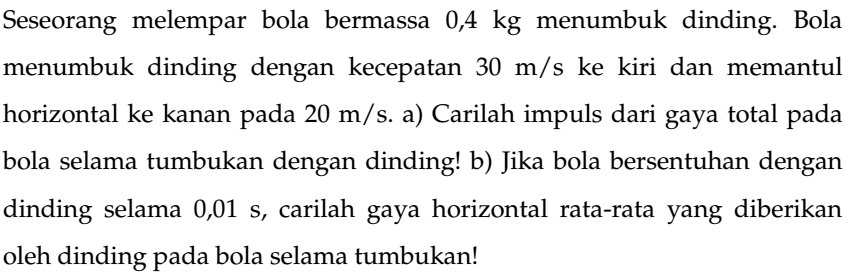 Seseorang melempar bola bermassa 0,4 kg menumbuk dinding. Bola
menumbuk dinding dengan kecepatan 30 m/s ke kiri dan memantul
horizontal ke kanan pada 20 m/s. a) Carilah impuls dari gaya total pada
bola selama tumbukan dengan dinding! b) Jika bola bersentuhan dengan
dinding selama 0,01 s, carilah gaya horizontal rata-rata yang diberikan
oleh dinding pada bola selama tumbukan!